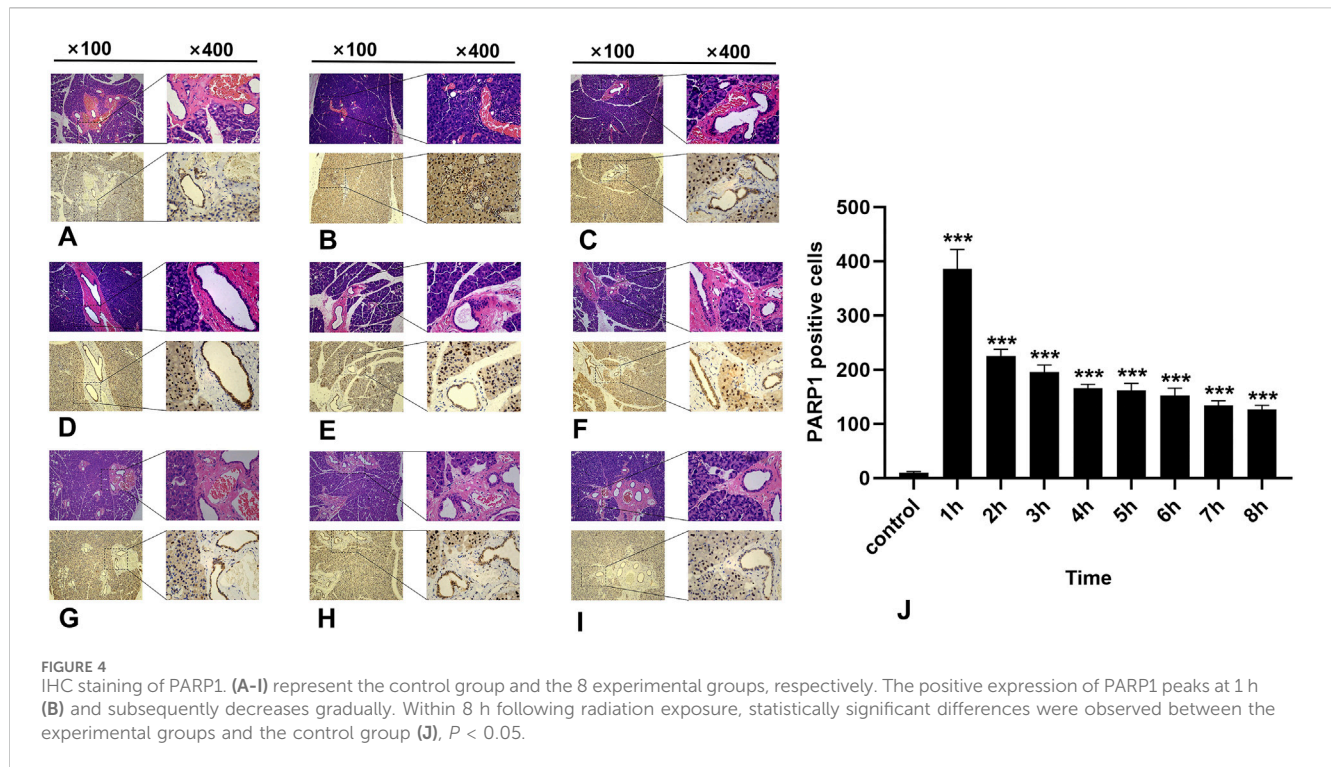 ×100 ×400 ×100 ×400 ×100 ×400
A B C
D E F
G H I
PARP1 positive cells
500
400
300
200
100
0
*** *** *** *** *** *** *** ***
control 1h 2h 3h 4h 5h 6h 7h 8h
Time
J
FIGURE 4
IHC staining of PARP1. (A-I) represent the control group and the 8 experimental groups, respectively. The positive expression of PARP1 peaks at 1 h
(B) and subsequently decreases gradually. Within 8 h following radiation exposure, statistically significant differences were observed between the
experimental groups and the control group (J), P < 0.05.